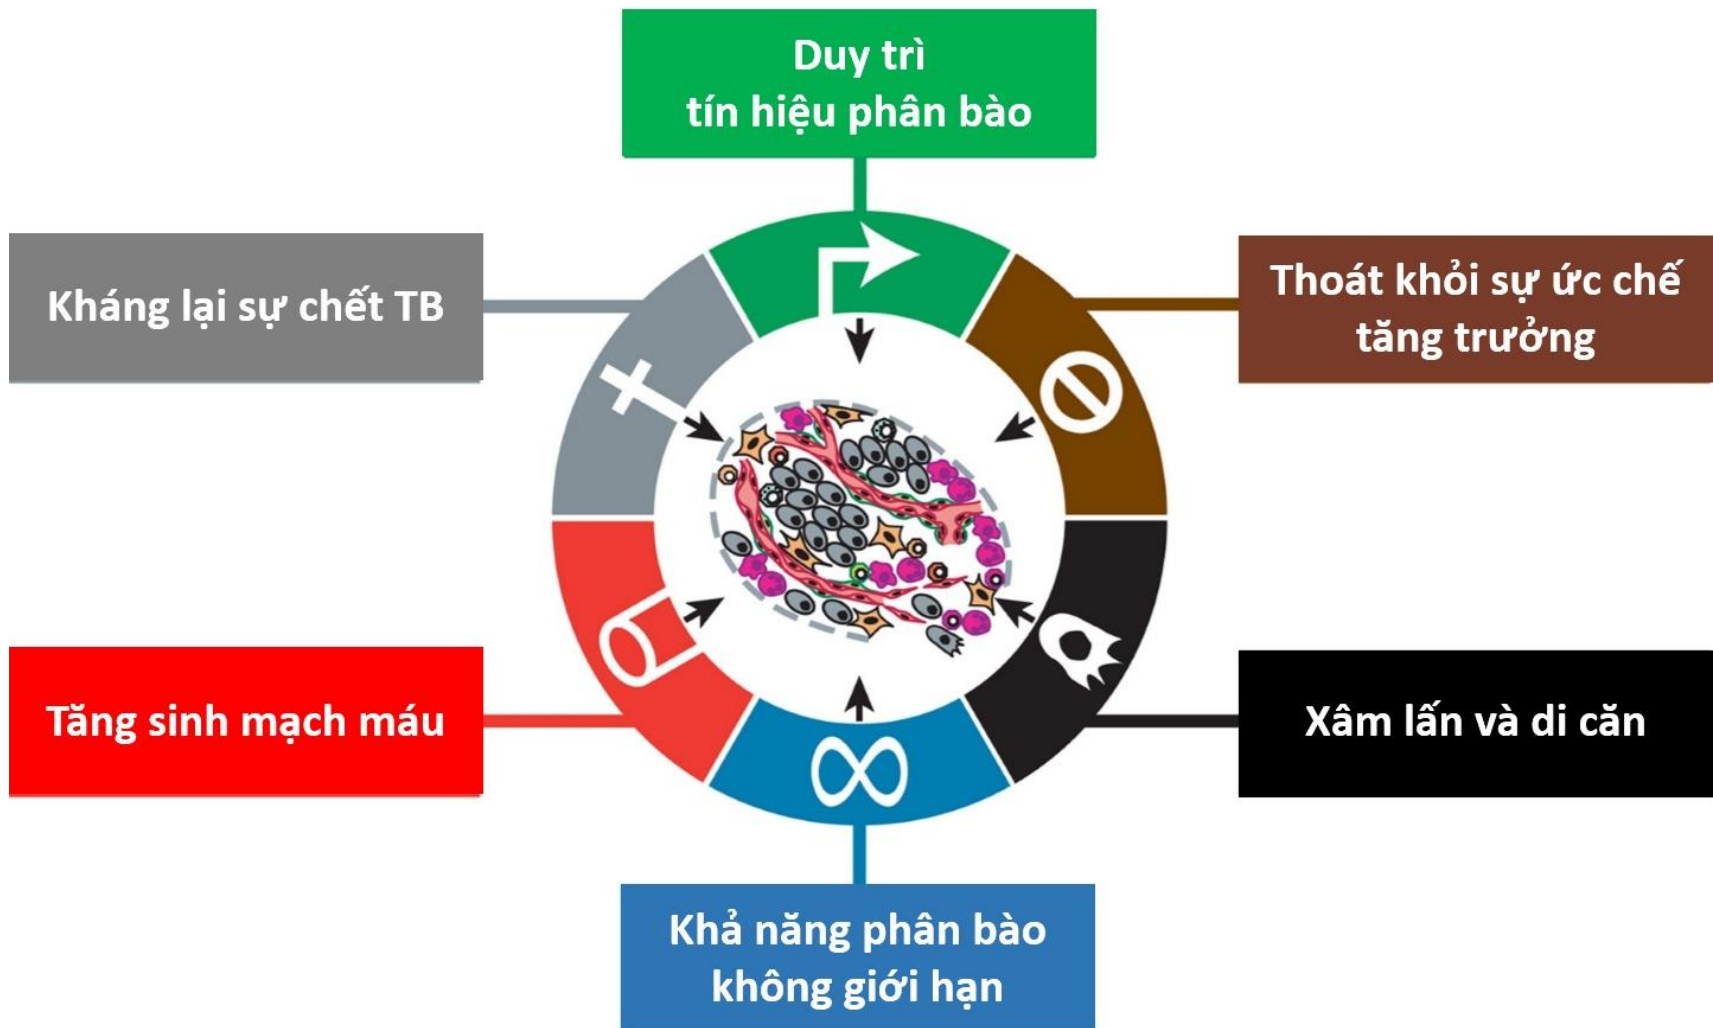 Duy trì
tín hiệu phân bào
Kháng lại sự chết TB
Thoát khỏi sự ức chế
tăng trưởng
Tăng sinh mạch máu
Xâm lấn và di căn
Khả năng phân bào
không giới hạn